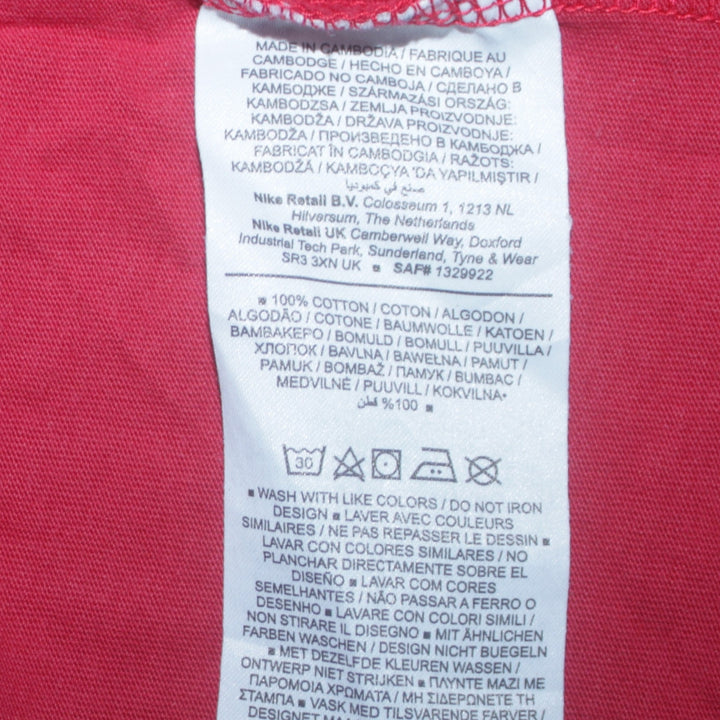 MADE IN CAMBODIA / FABRIQUE AU
CAMBODGE / HECHO EN CAMBOYA /
FABRICADO NO CAMBOJA / СДЕЛАНО В
КАМБОДЖЕ / SZÁRMAZÁSI ORSZÁG:
KAMBODZSA / ZEMLJA PROIZVODNJE:
KAMBODŽA / DRŽAVA PROIZVODNJE:
KAMBODŽA / ПРОИЗВЕДЕНО В КАМБОДЖА /
FABRICAT ÎN CAMBODGIA / RAŽOTS:
KAMBODŽĀ / KAMBOÇYA 'DA YAPILMIŞTIR /
صنع في كمبوديا
Nike Retail B.V. Colosseum 1, 1213 NL
Hilversum, The Netherlands
Nike Retail UK Camberwell Way, Doxford
Industrial Tech Park, Sunderland, Tyne & Wear
SR3 3XN UK ▪ SAF# 1329922
▪ 100% COTTON / COTON / ALGODON /
ALGODÃO / COTONE / BAUMWOLLE / KATOEN /
ΒΑΜΒΑΚΕΡΟ / BOMULD / BOMULL / PUUVILLA /
ХЛОПОК / BAVLNA / BAWEŁNA / PAMUT /
PAMUK / BOMBAŽ / ПАМУК / BUMBAC /
MEDVILNĖ / PUUVILL / KOKVILNA•
100% قطن ▪
30
▪ WASH WITH LIKE COLORS / DO NOT IRON
DESIGN ▪ LAVER AVEC COULEURS
SIMILAIRES / NE PAS REPASSER LE DESSIN ▪
LAVAR CON COLORES SIMILARES / NO
PLANCHAR DIRECTAMENTE SOBRE EL
DISEÑO ▪ LAVAR COM CORES
SEMELHANTES / NÃO PASSAR A FERRO O
DESENHO ▪ LAVARE CON COLORI SIMILI /
NON STIRARE IL DISEGNO ▪ MIT ÄHNLICHEN
FARBEN WASCHEN / DESIGN NICHT BUEGELN
▪ MET DEZELFDE KLEUREN WASSEN /
ONTWERP NIET STRIJKEN ▪ ΠΛΥΝΤΕ ΜΑΖΙ ΜΕ
ΠΑΡΟΜΟΙΑ ΧΡΩΜΑΤΑ / ΜΗ ΣΙΔΕΡΩΝΕΤΕ ΤΗ
ΣΤΑΜΠΑ ▪ VASK MED TILSVARENDE FARVER /
DESIGNET